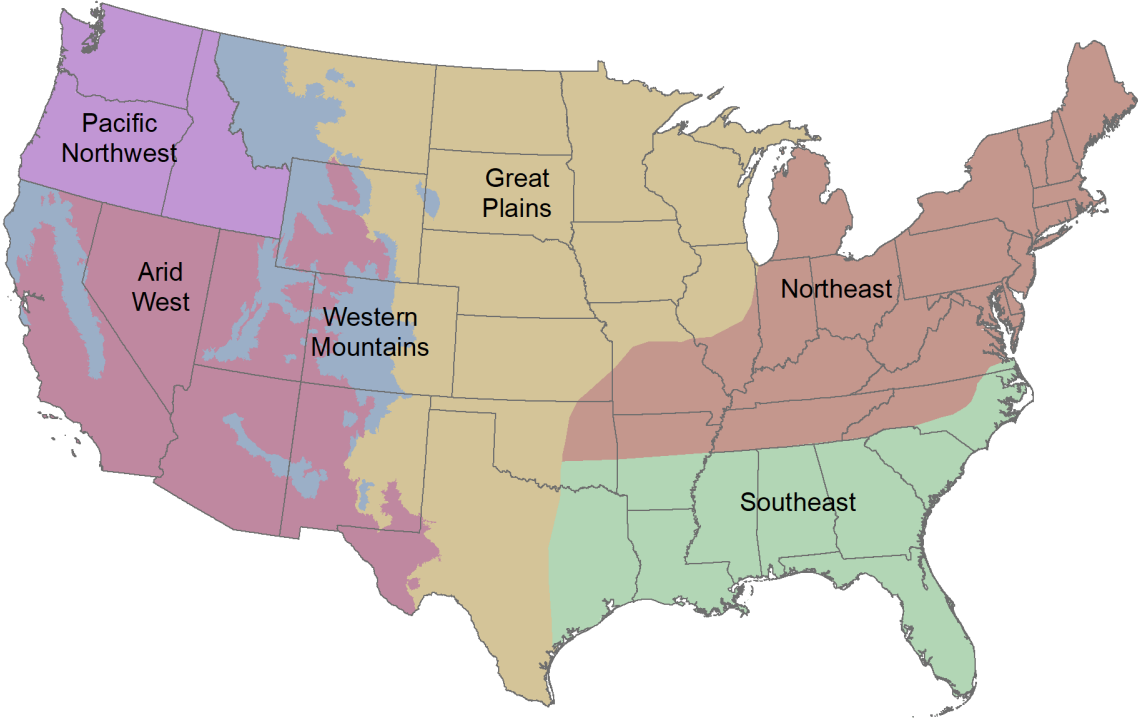 Pacific
Northwest
Great
Plains
Arid
West
Northeast
Western
Mountains
Southeast